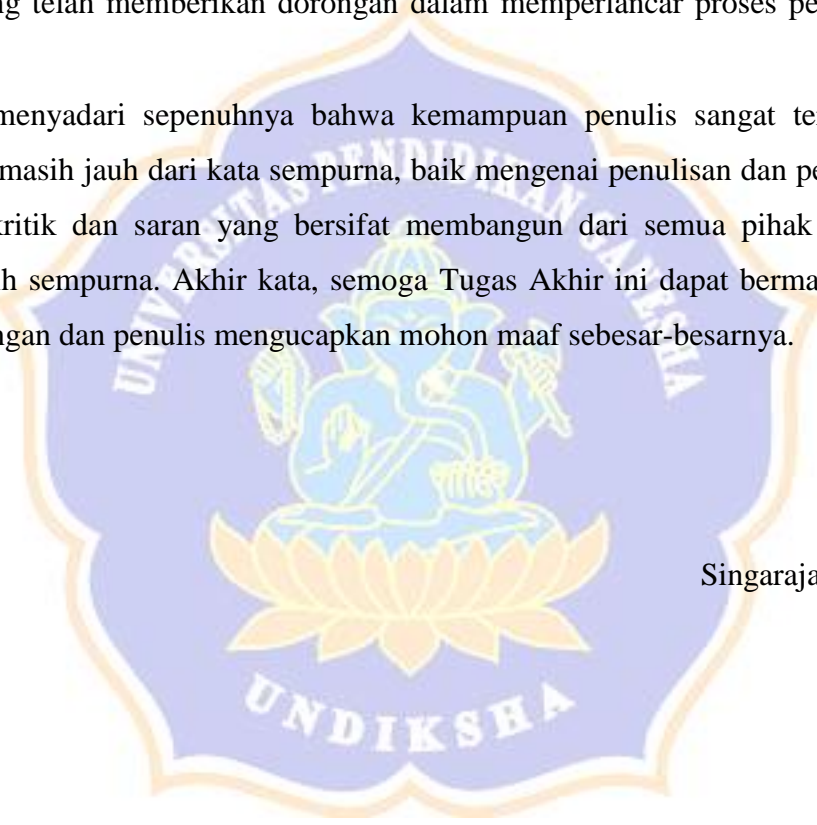 ng telah memberikan dorongan dalam memperlancar proses pe
menyadari sepenuhnya bahwa kemampuan penulis sangat te
masih jauh dari kata sempurna, baik mengenai penulisan dan pe
kritik dan saran yang bersifat membangun dari semua pihak
h sempurna. Akhir kata, semoga Tugas Akhir ini dapat berma
ngan dan penulis mengucapkan mohon maaf sebesar-besarnya.
UNIVERSITAS PENDIDIKAN GANESHA
Singaraja
UNDIKSHA